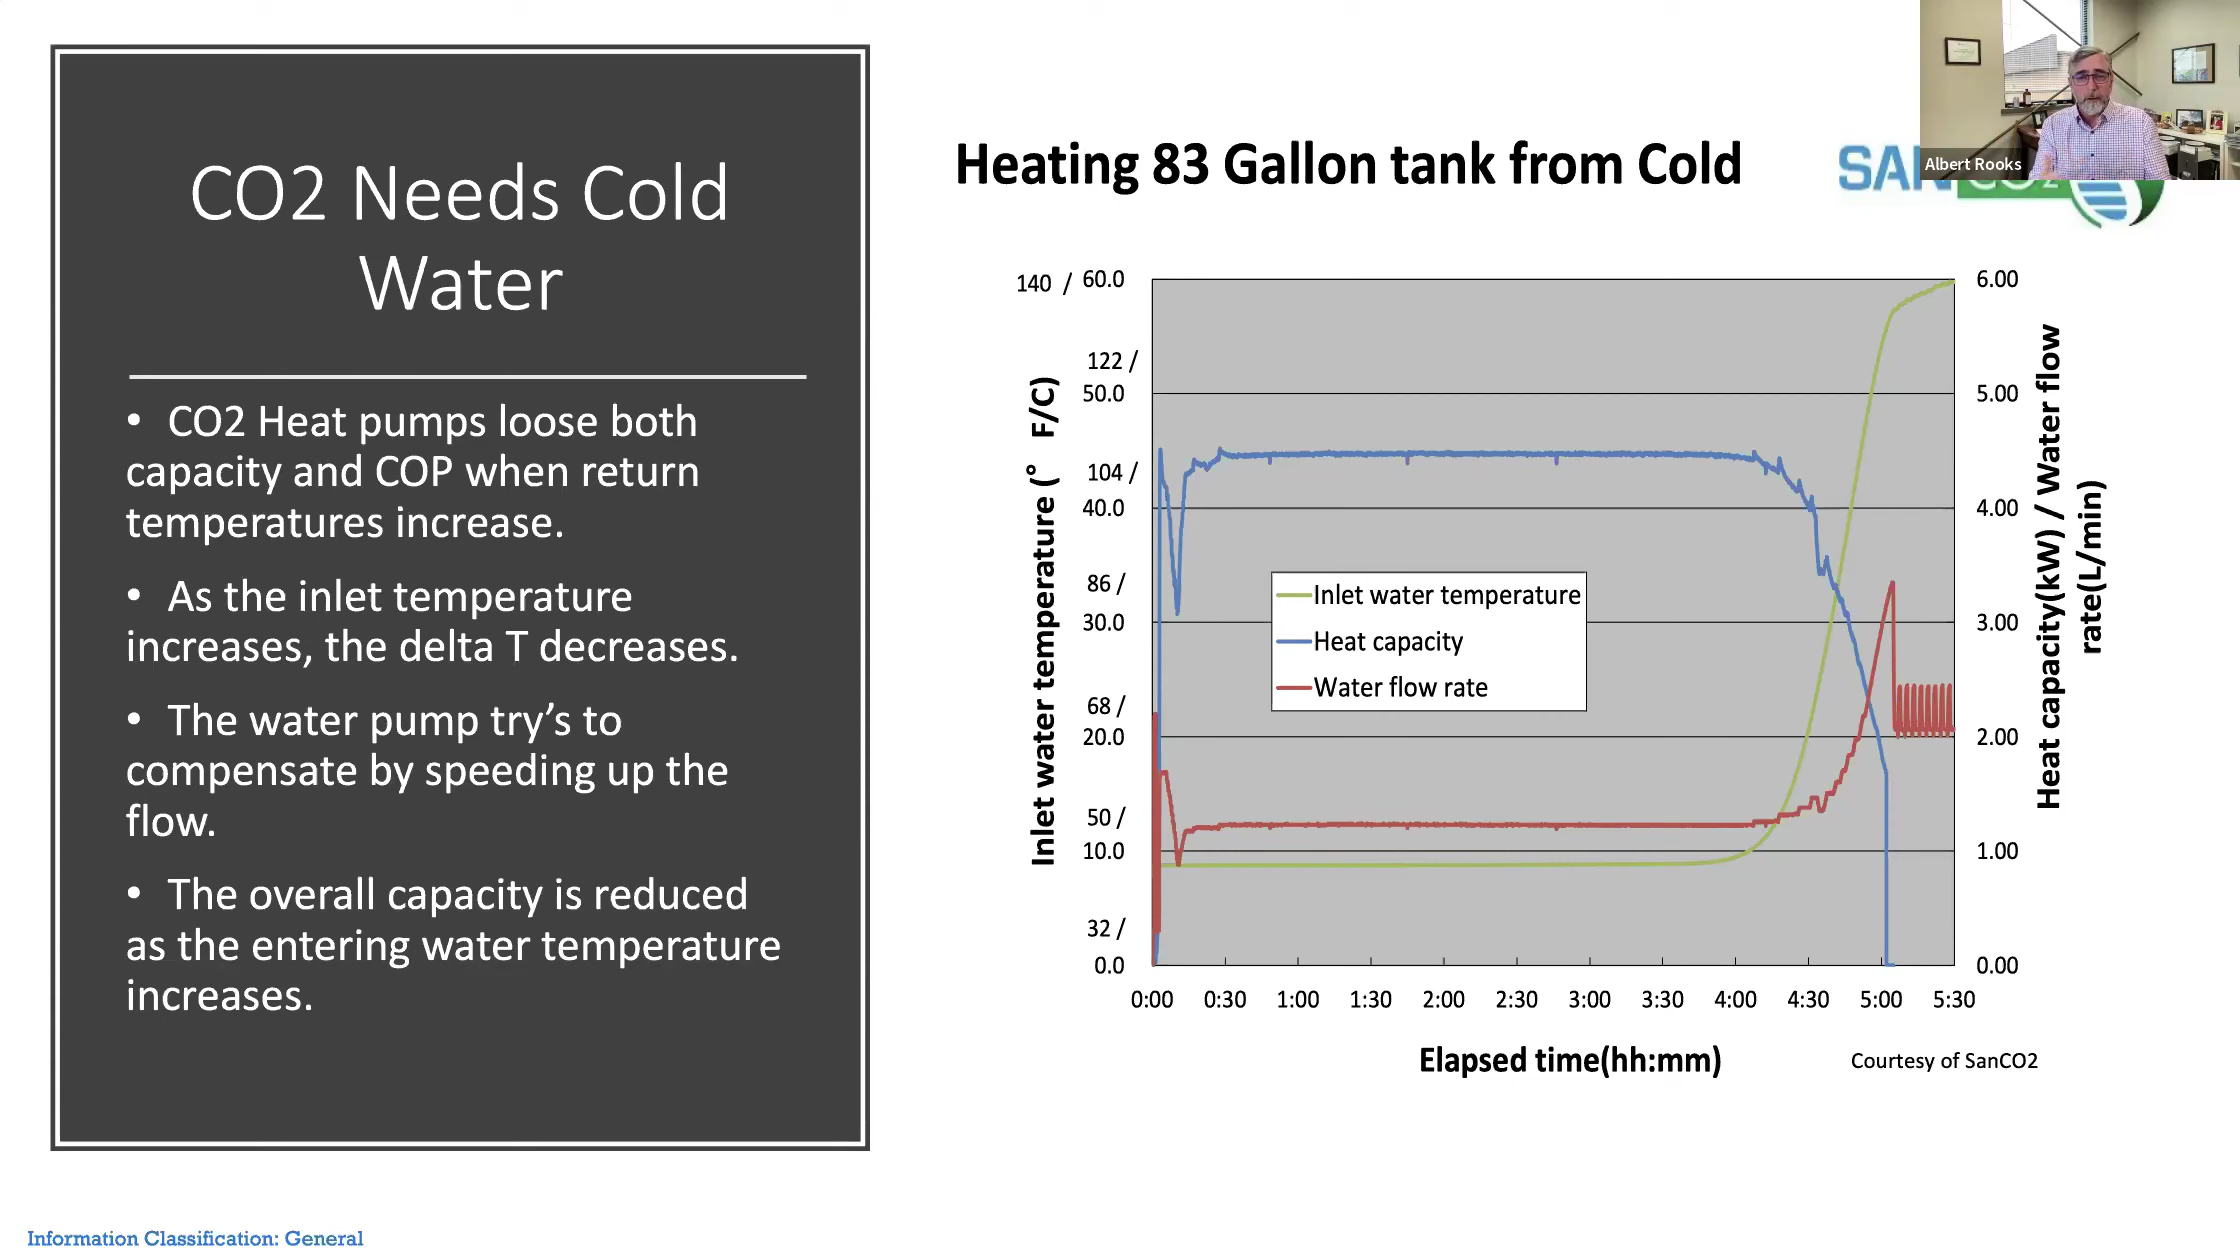 CO2 Needs Cold
Water
• CO2 Heat pumps loose both
capacity and COP when return
temperatures increase.
• As the inlet temperature
increases, the delta T decreases.
• The water pump try’s to
compensate by speeding up the
flow.
• The overall capacity is reduced
as the entering water temperature
increases.
Heating 83 Gallon tank from Cold
SAN
CO2
Albert Rooks
140 / 60.0
122 /
50.0
104 /
40.0
86 /
30.0
68 /
20.0
50 /
10.0
32 /
0.0
Inlet water temperature (° F/C)
Inlet water temperature
Heat capacity
Water flow rate
6.00
5.00
4.00
3.00
2.00
1.00
0.00
Heat capacity(kW) / Water flow
rate(L/min)
0:00 0:30 1:00 1:30 2:00 2:30 3:00 3:30 4:00 4:30 5:00 5:30
Elapsed time(hh:mm)
Courtesy of SanCO2
Information Classification: General